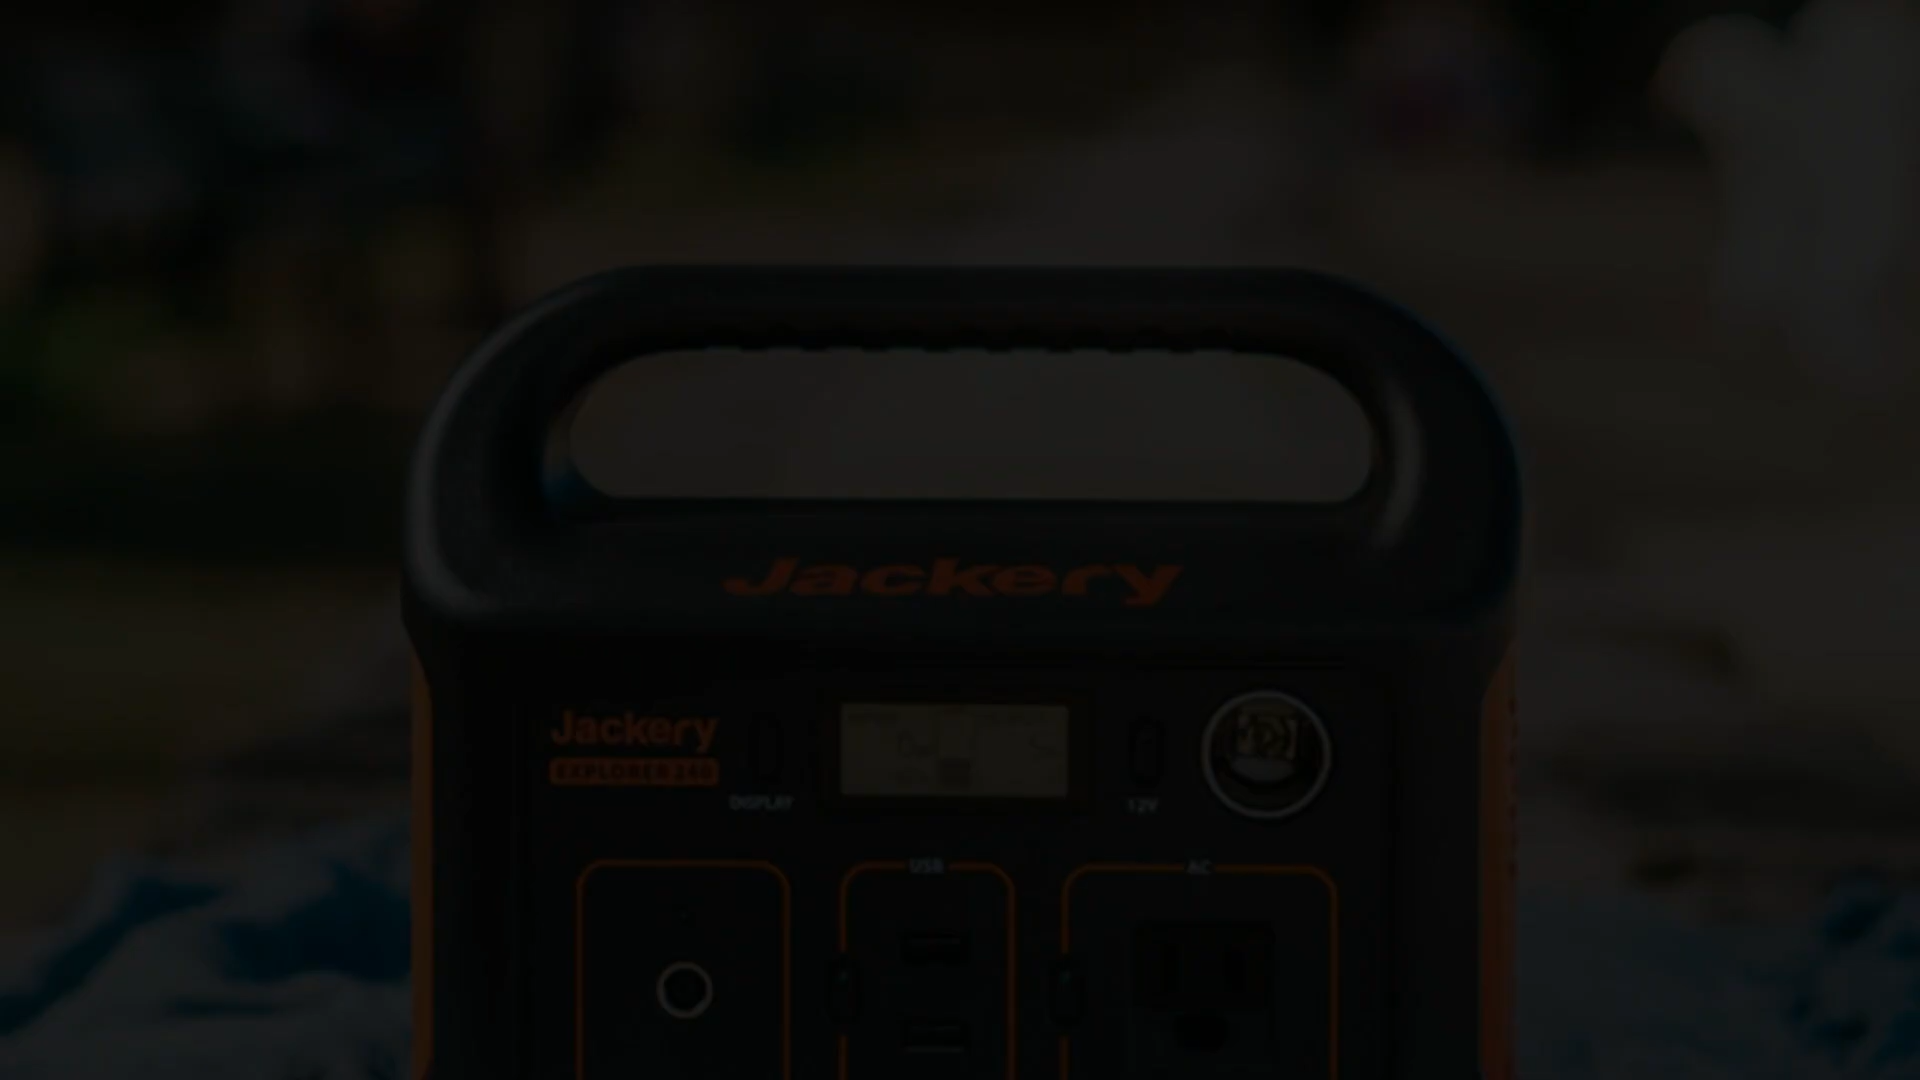 Jackery
Jackery
EXPLORER 240
DISPLAY
12V
USB
AC